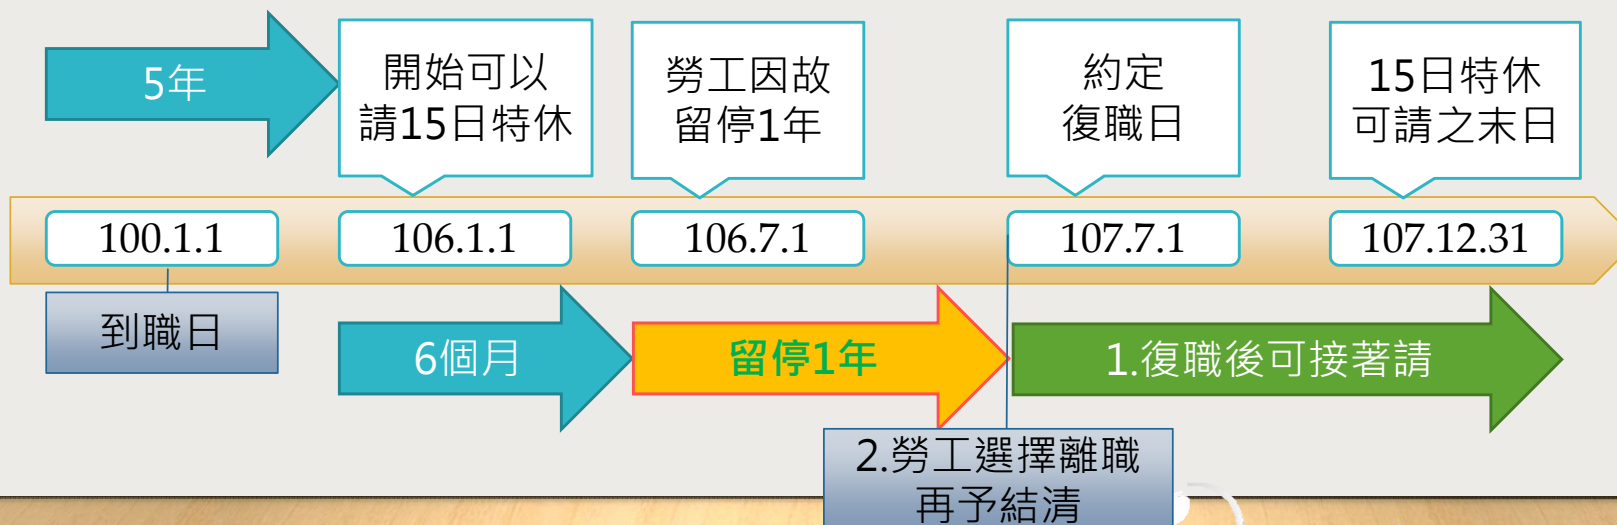 5年
開始可以
請15日特休
勞工因故
留停1年
約定
復職日
15日特休
可請之末日
100.1.1
106.1.1
106.7.1
107.7.1
107.12.31
到職日
6個月
留停1年
1.復職後可接著請
2.勞工選擇離職
再予結清